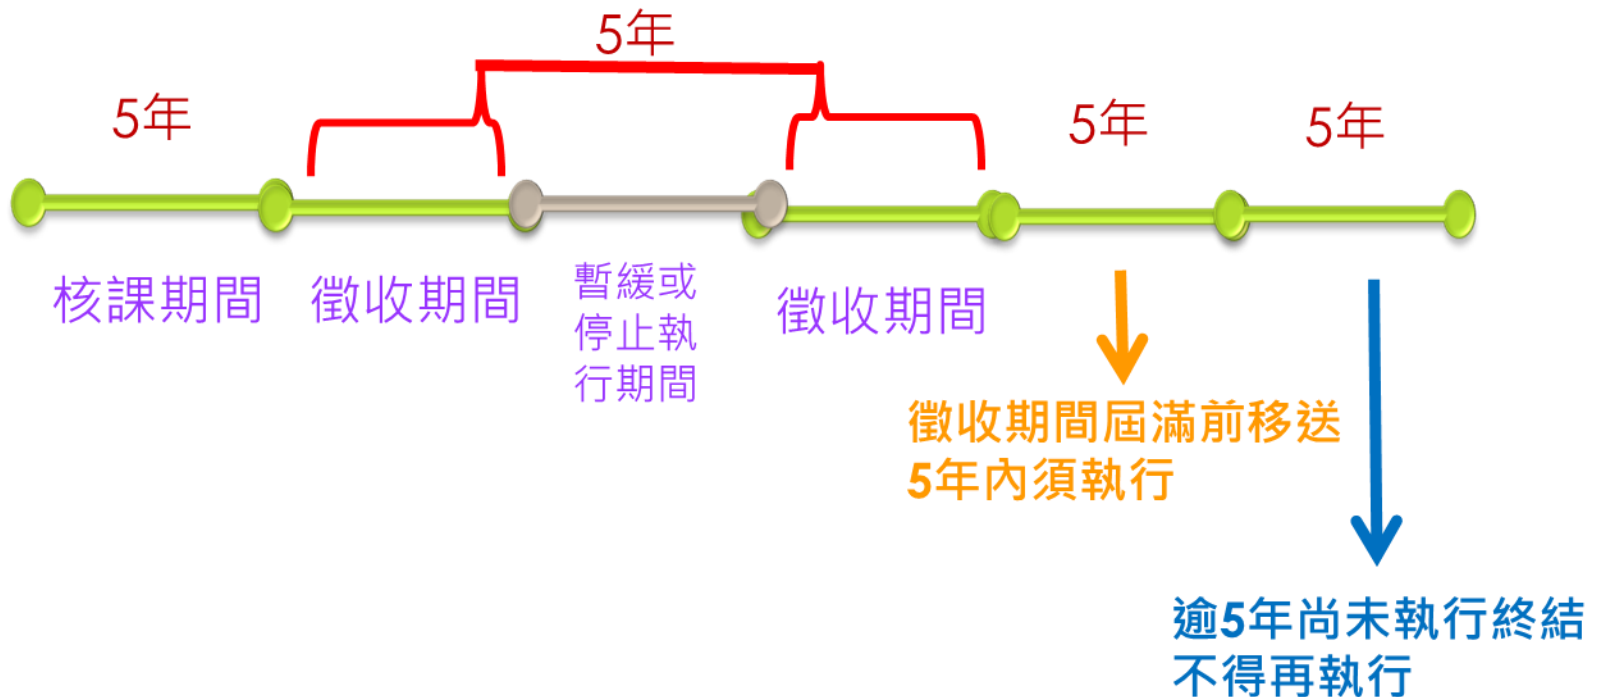 5年
5年
5年
5年
核課期間
徵收期間
暫緩或
停止執
行期間
徵收期間
徵收期間屆滿前移送
5年內須執行
逾5年尚未執行終結
不得再執行